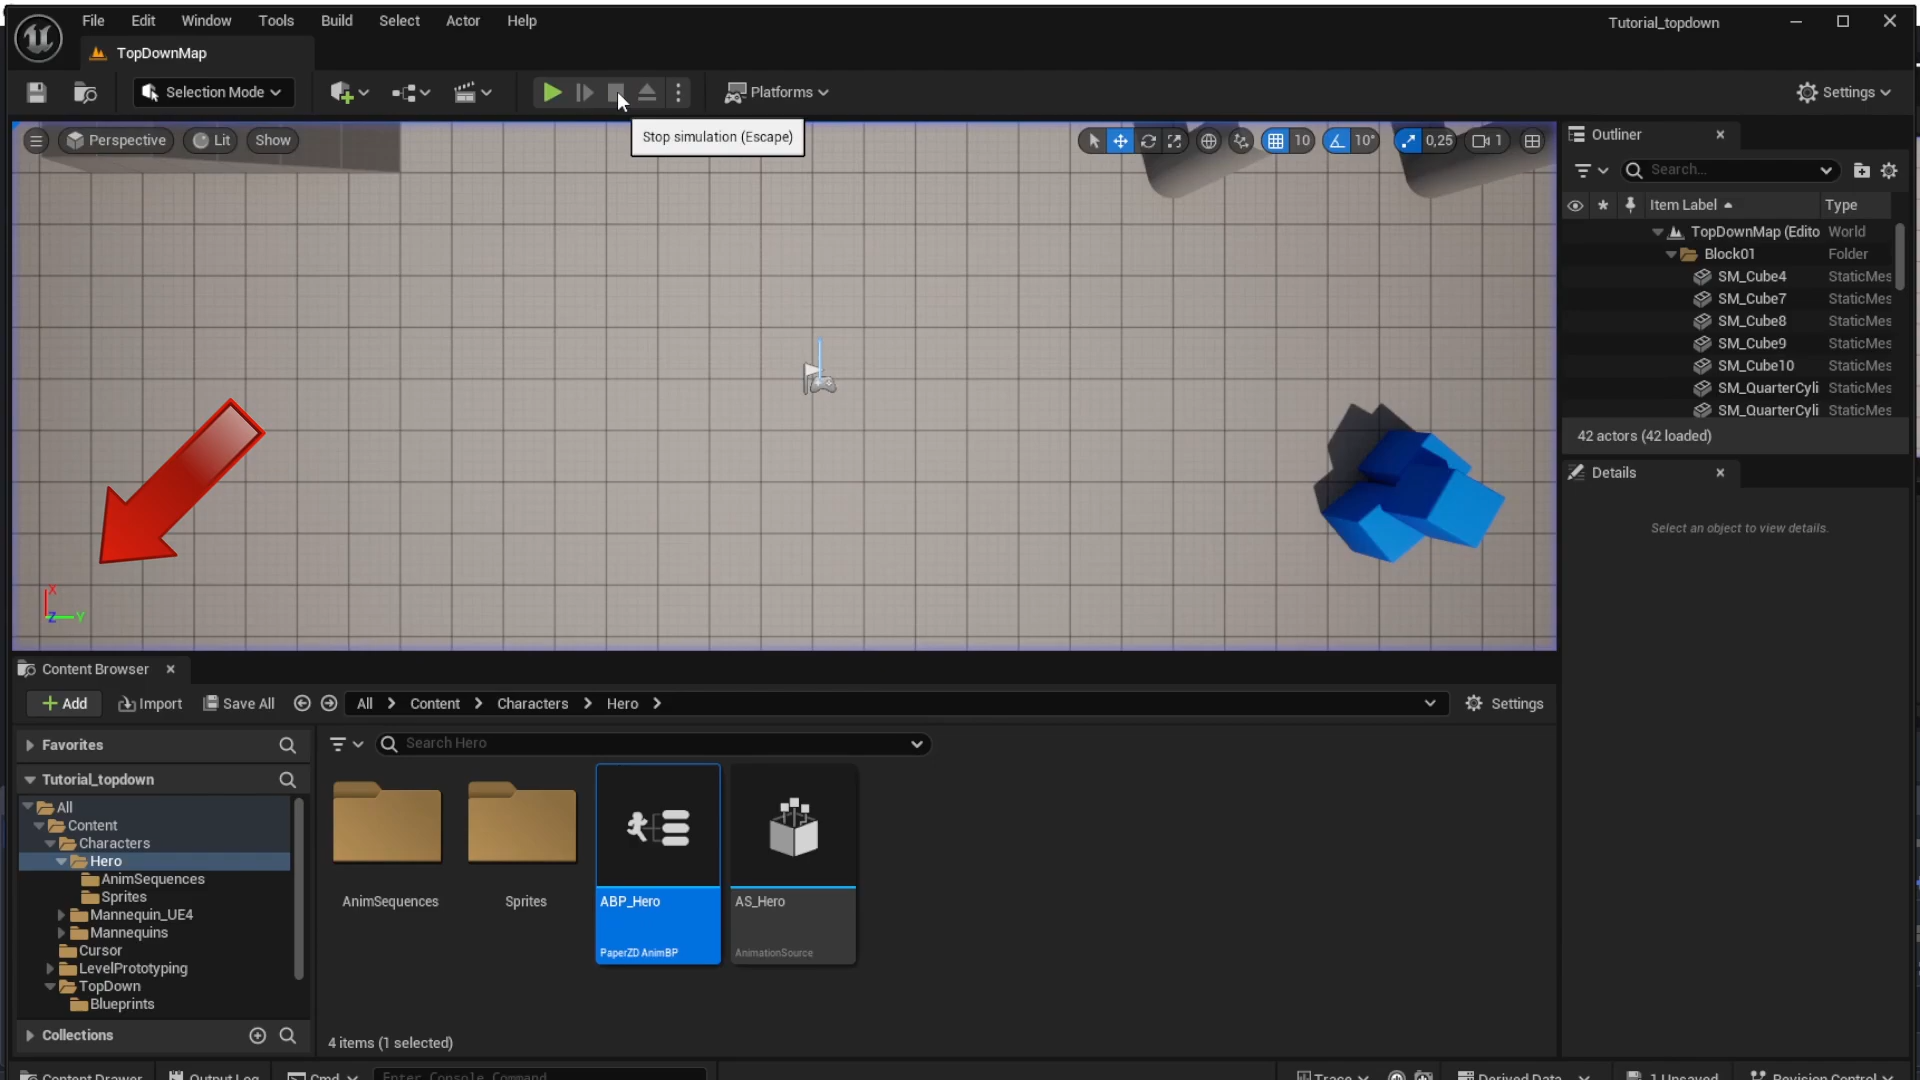 File Edit Window Tools Build Select Actor Help
Tutorial_topdown
TopDownMap
Selection Mode
Platforms
Settings
Stop simulation (Escape)
Perspective Lit Show
10 10° 0,25 1
Outliner
Search...
Item Label Type
TopDownMap (Edito World
Block01 Folder
SM_Cube4 StaticMes
SM_Cube7 StaticMes
SM_Cube8 StaticMes
SM_Cube9 StaticMes
SM_Cube10 StaticMes
SM_QuarterCyli StaticMes
SM_QuarterCyli StaticMes
42 actors (42 loaded)
Details
Select an object to view details.
X
Z Y
Content Browser
Add Import Save All All Content Characters Hero Settings
Favorites
Search Hero
Tutorial_topdown
All
Content
Characters
Hero
AnimSequences
Sprites
Mannequin_UE4
Mannequins
Cursor
LevelPrototyping
TopDown
Blueprints
Collections
AnimSequences
Sprites
ABP_Hero
PaperZD AnimBP
AS_Hero
AnimationSource
4 items (1 selected)
Content Drawer Output Log Cmd Enter Console Command Trace Derived Data 1 Unsaved Revision Control